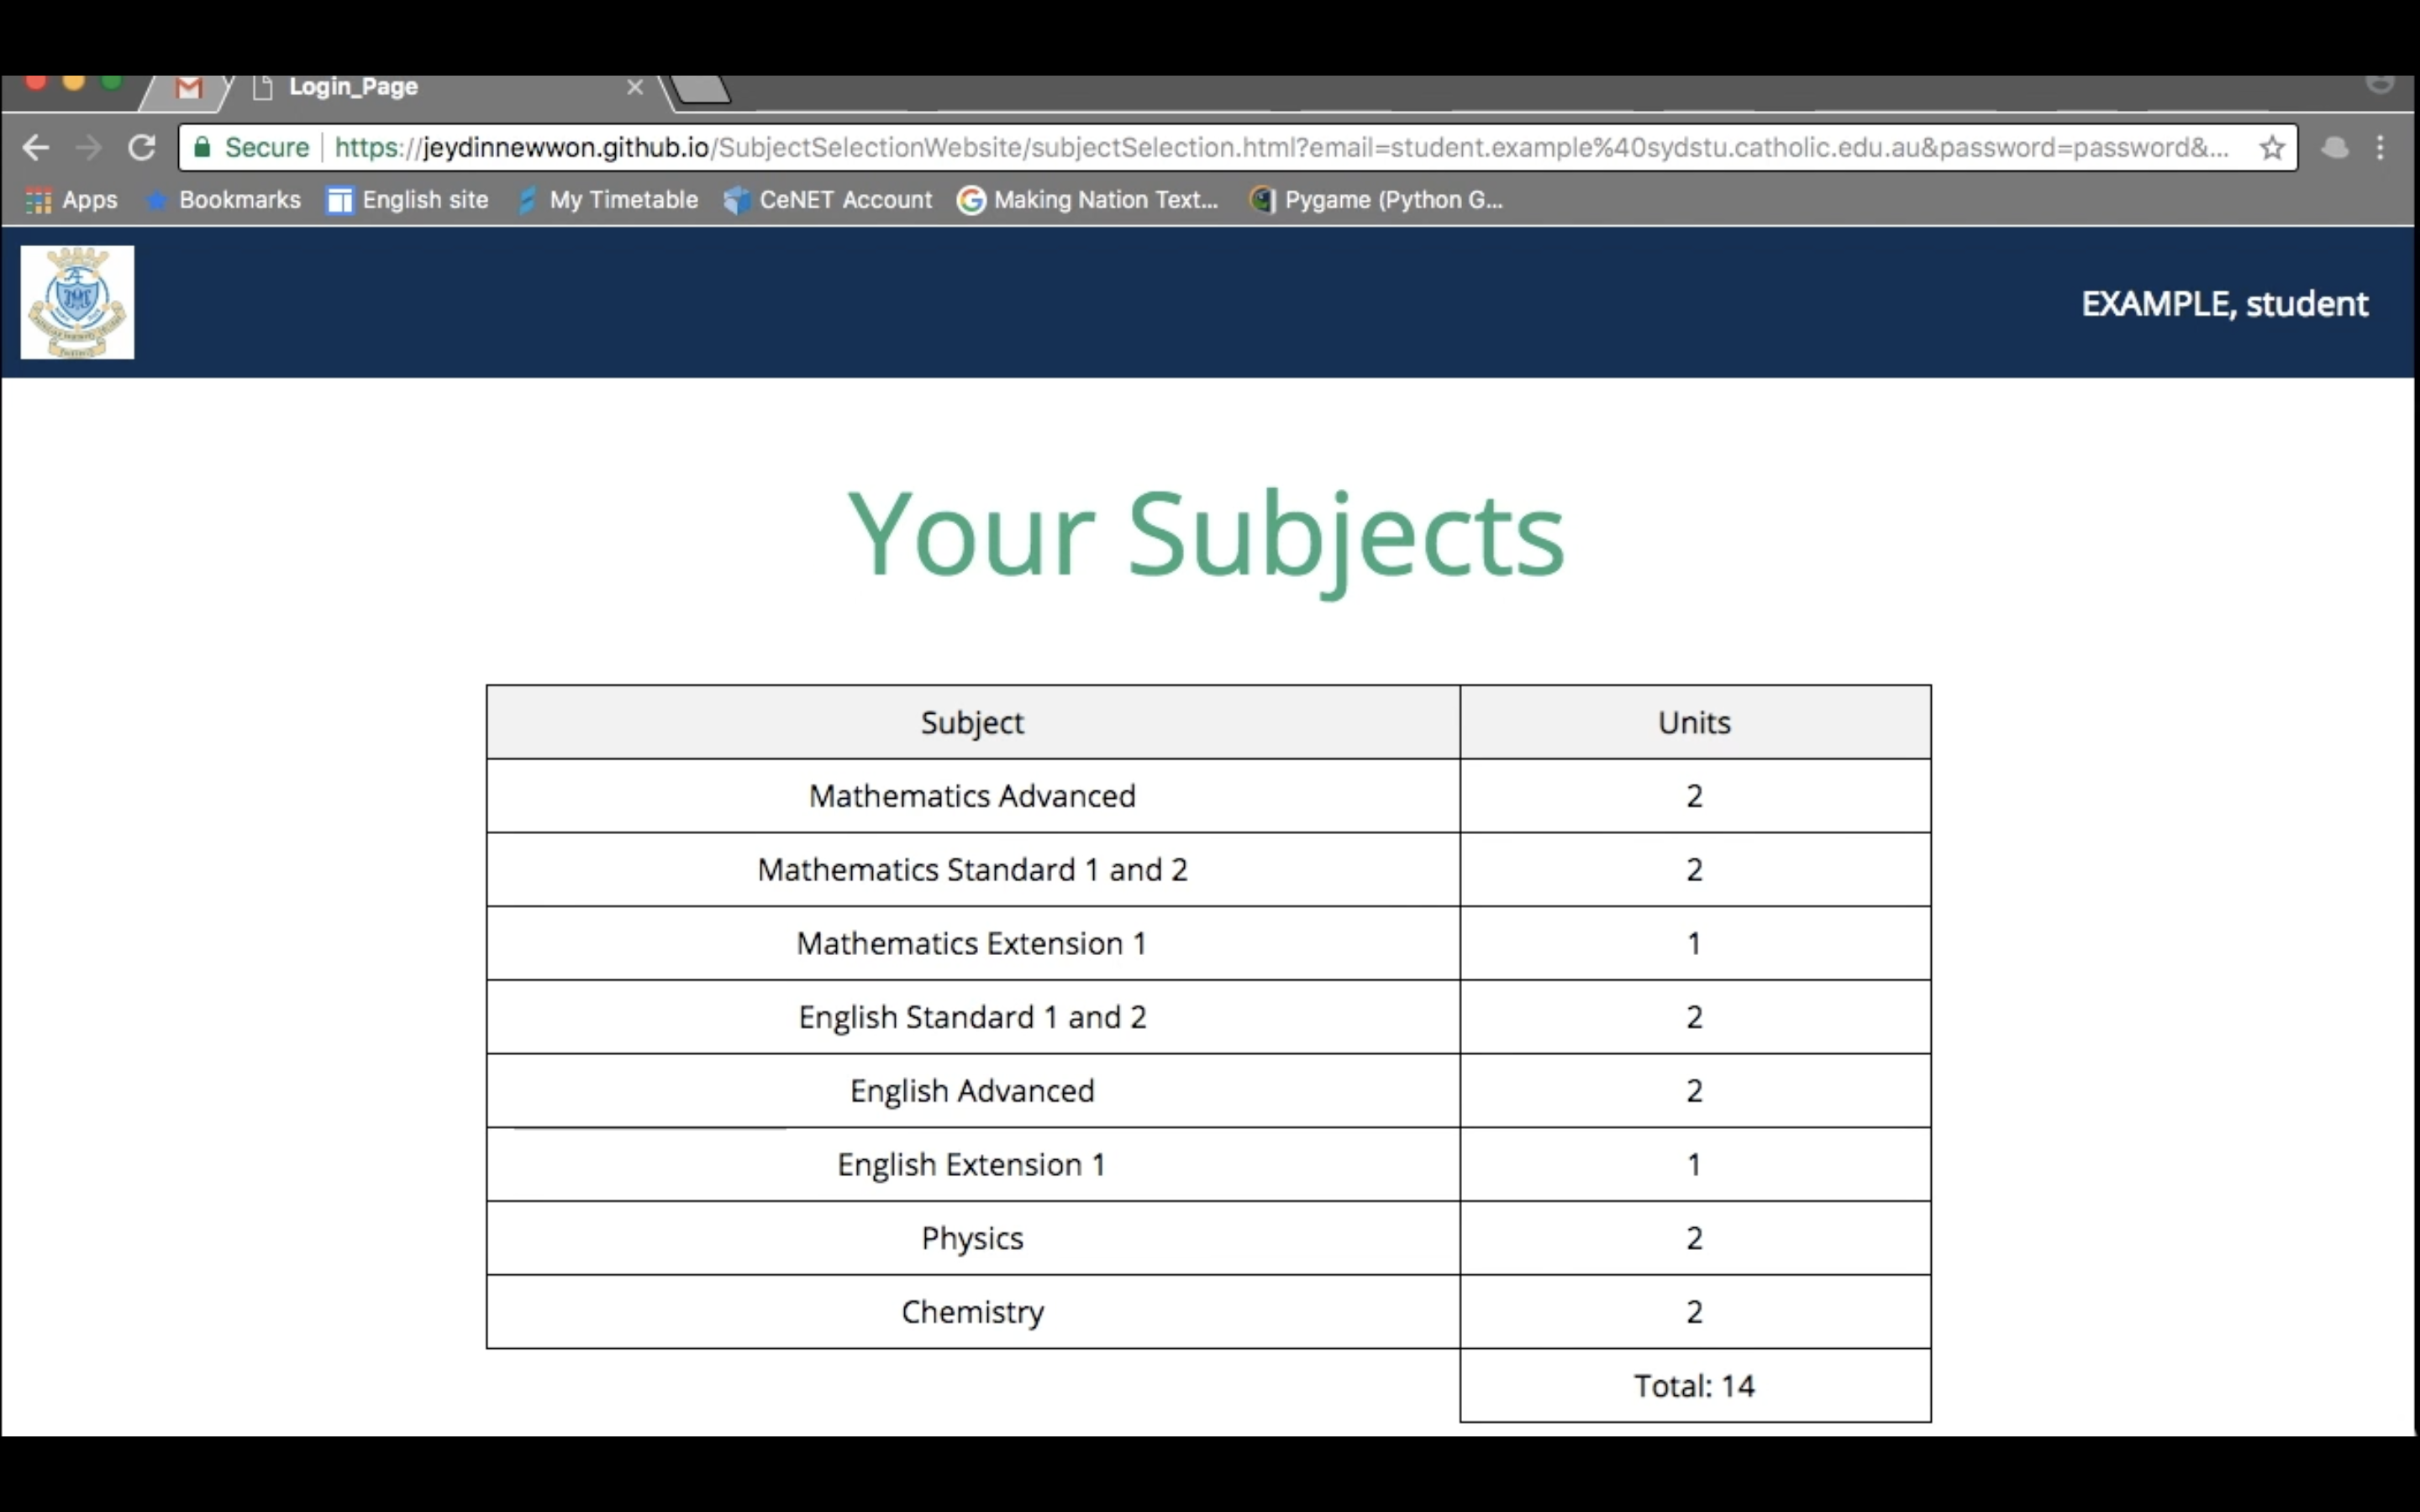 Login_Page
Secure https://jeydinnewwon.github.io/SubjectSelectionWebsite/subjectSelection.html?email=student.example%40sydstu.catholic.edu.au&password=password&...
Apps Bookmarks English site My Timetable CeNET Account Making Nation Text... Pygame (Python G...
EXAMPLE, student
Your Subjects
Subject Units
Mathematics Advanced 2
Mathematics Standard 1 and 2 2
Mathematics Extension 1 1
English Standard 1 and 2 2
English Advanced 2
English Extension 1 1
Physics 2
Chemistry 2
Total: 14